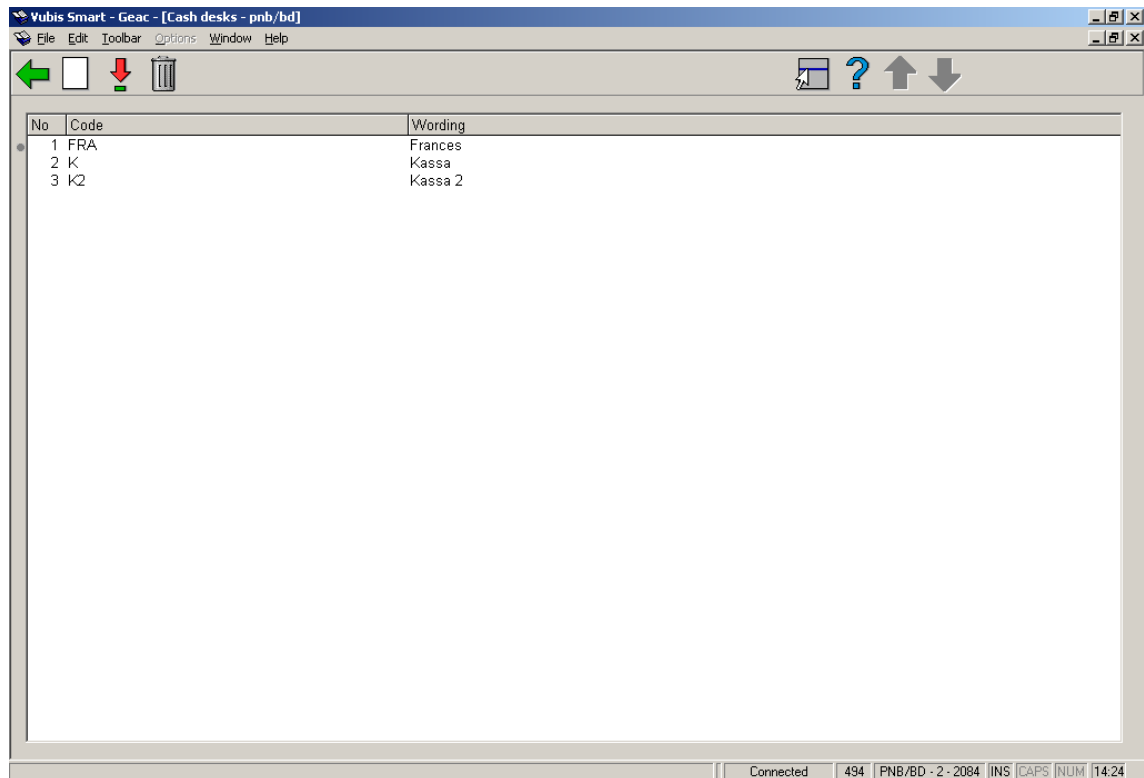 Vubis Smart - Geac - [Cash desks - pnb/bd]
File Edit Toolbar Options Window Help
No Code Wording
1 FRA Frances
2 K Kassa
3 K2 Kassa 2
Connected 494 PNB/BD - 2 - 2084 INS CAPS NUM 14:24